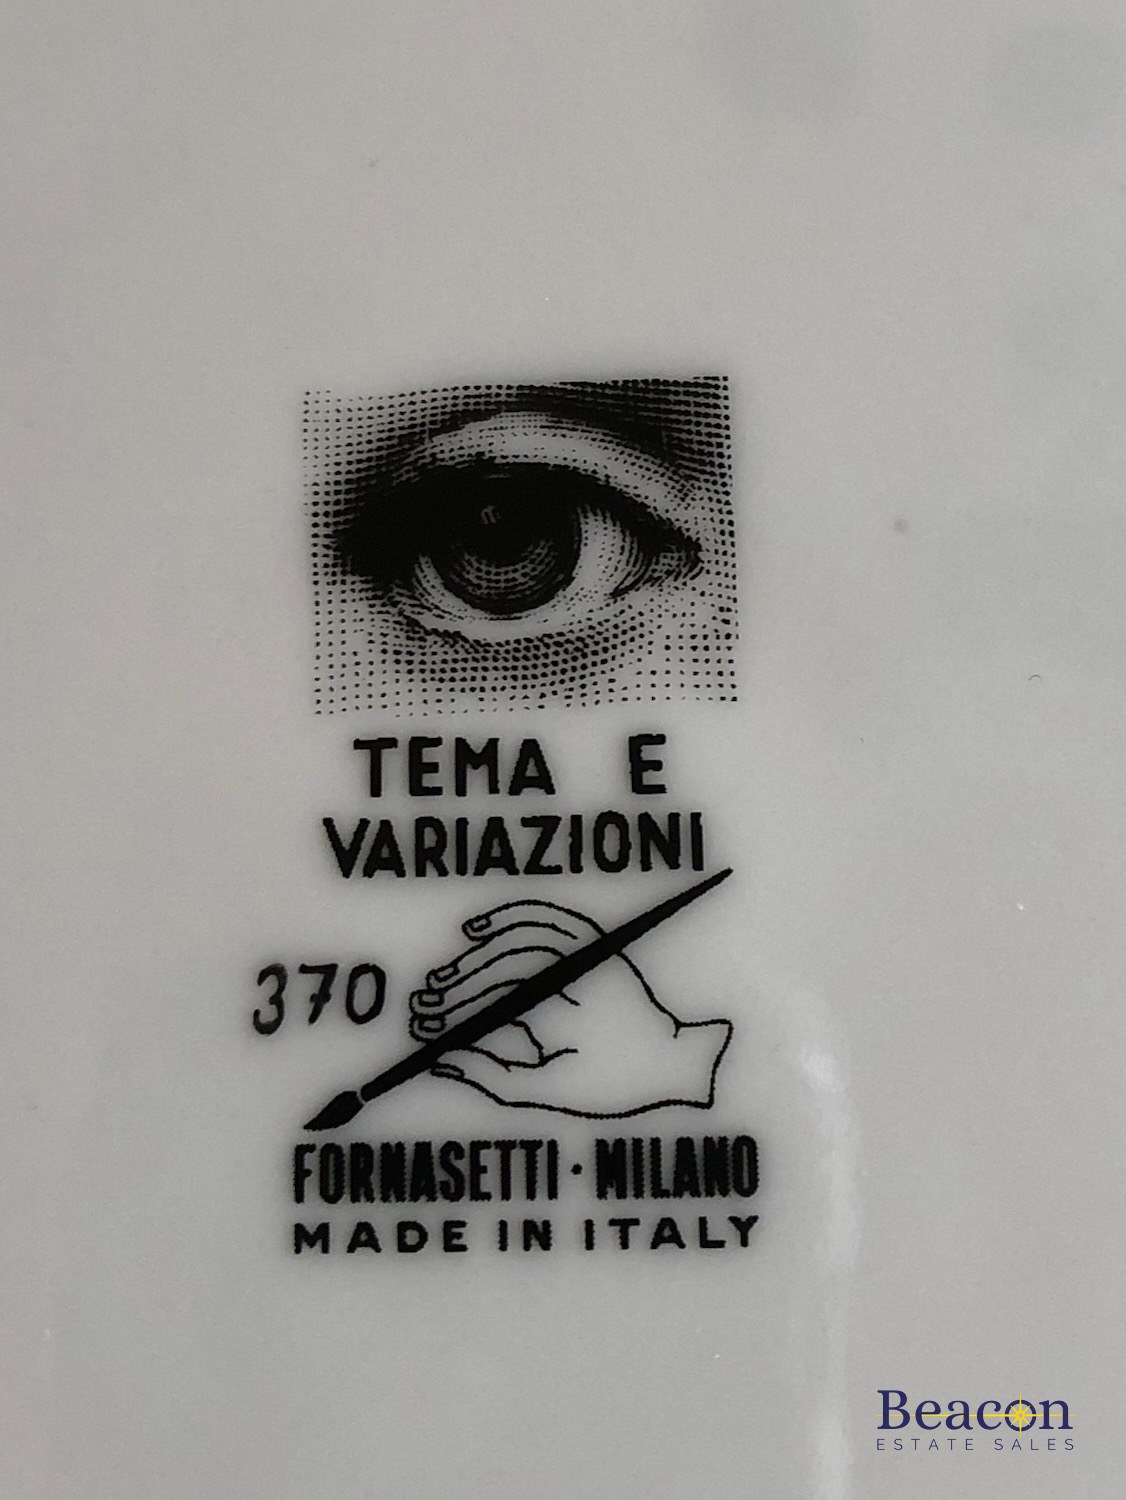 TEMA E
VARIAZIONI
370
FORNASETTI · MILANO
MADE IN ITALY
Beacon
ESTATE SALES